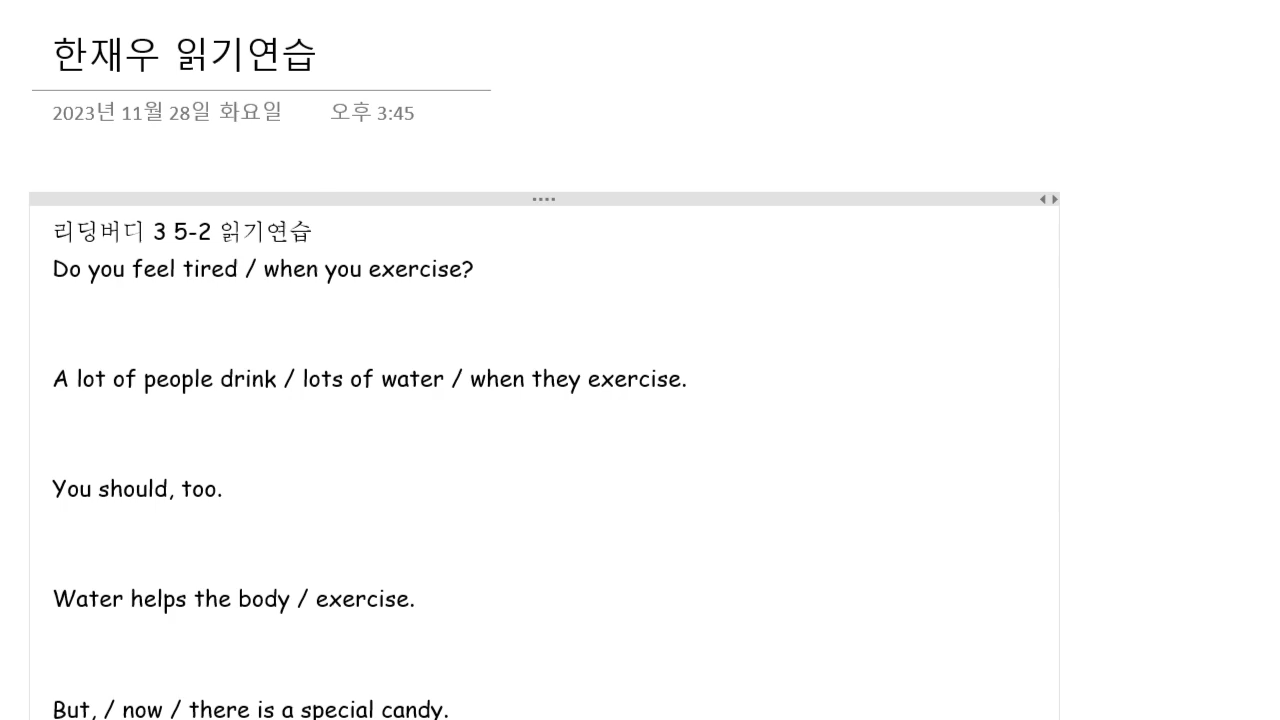 한재우 읽기연습
2023년 11월 28일 화요일 오후 3:45
리딩버디 3 5-2 읽기연습
Do you feel tired / when you exercise?
A lot of people drink / lots of water / when they exercise.
You should, too.
Water helps the body / exercise.
But, / now / there is a special candy.